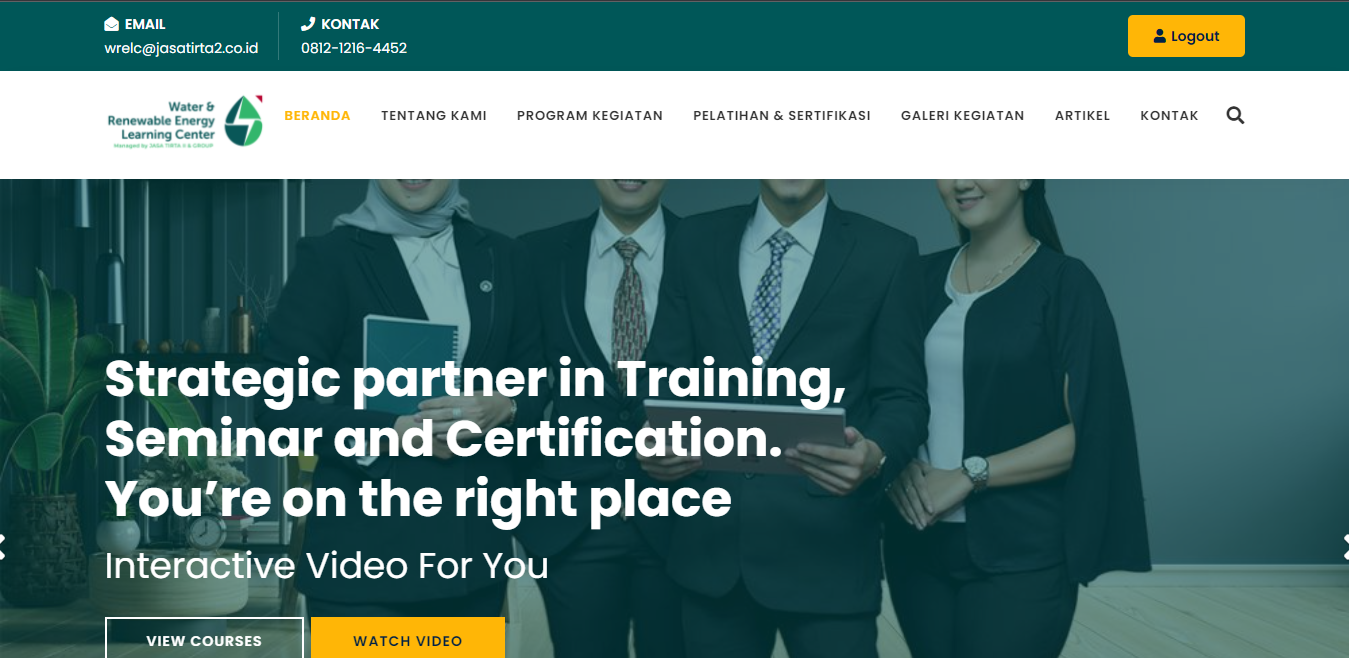 EMAIL
wrelc@jasatirta2.co.id
KONTAK
0812-1216-4452
Logout
Water &
Renewable Energy
Learning Center
Managed by JASA TIRTA II & GROUP
BERANDA
TENTANG KAMI
PROGRAM KEGIATAN
PELATIHAN & SERTIFIKASI
GALERI KEGIATAN
ARTIKEL
KONTAK
Strategic partner in Training,
Seminar and Certification.
You’re on the right place
Interactive Video For You
VIEW COURSES
WATCH VIDEO